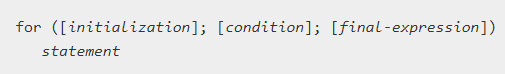 for ([initialization]; [condition]; [final-expression])
statement